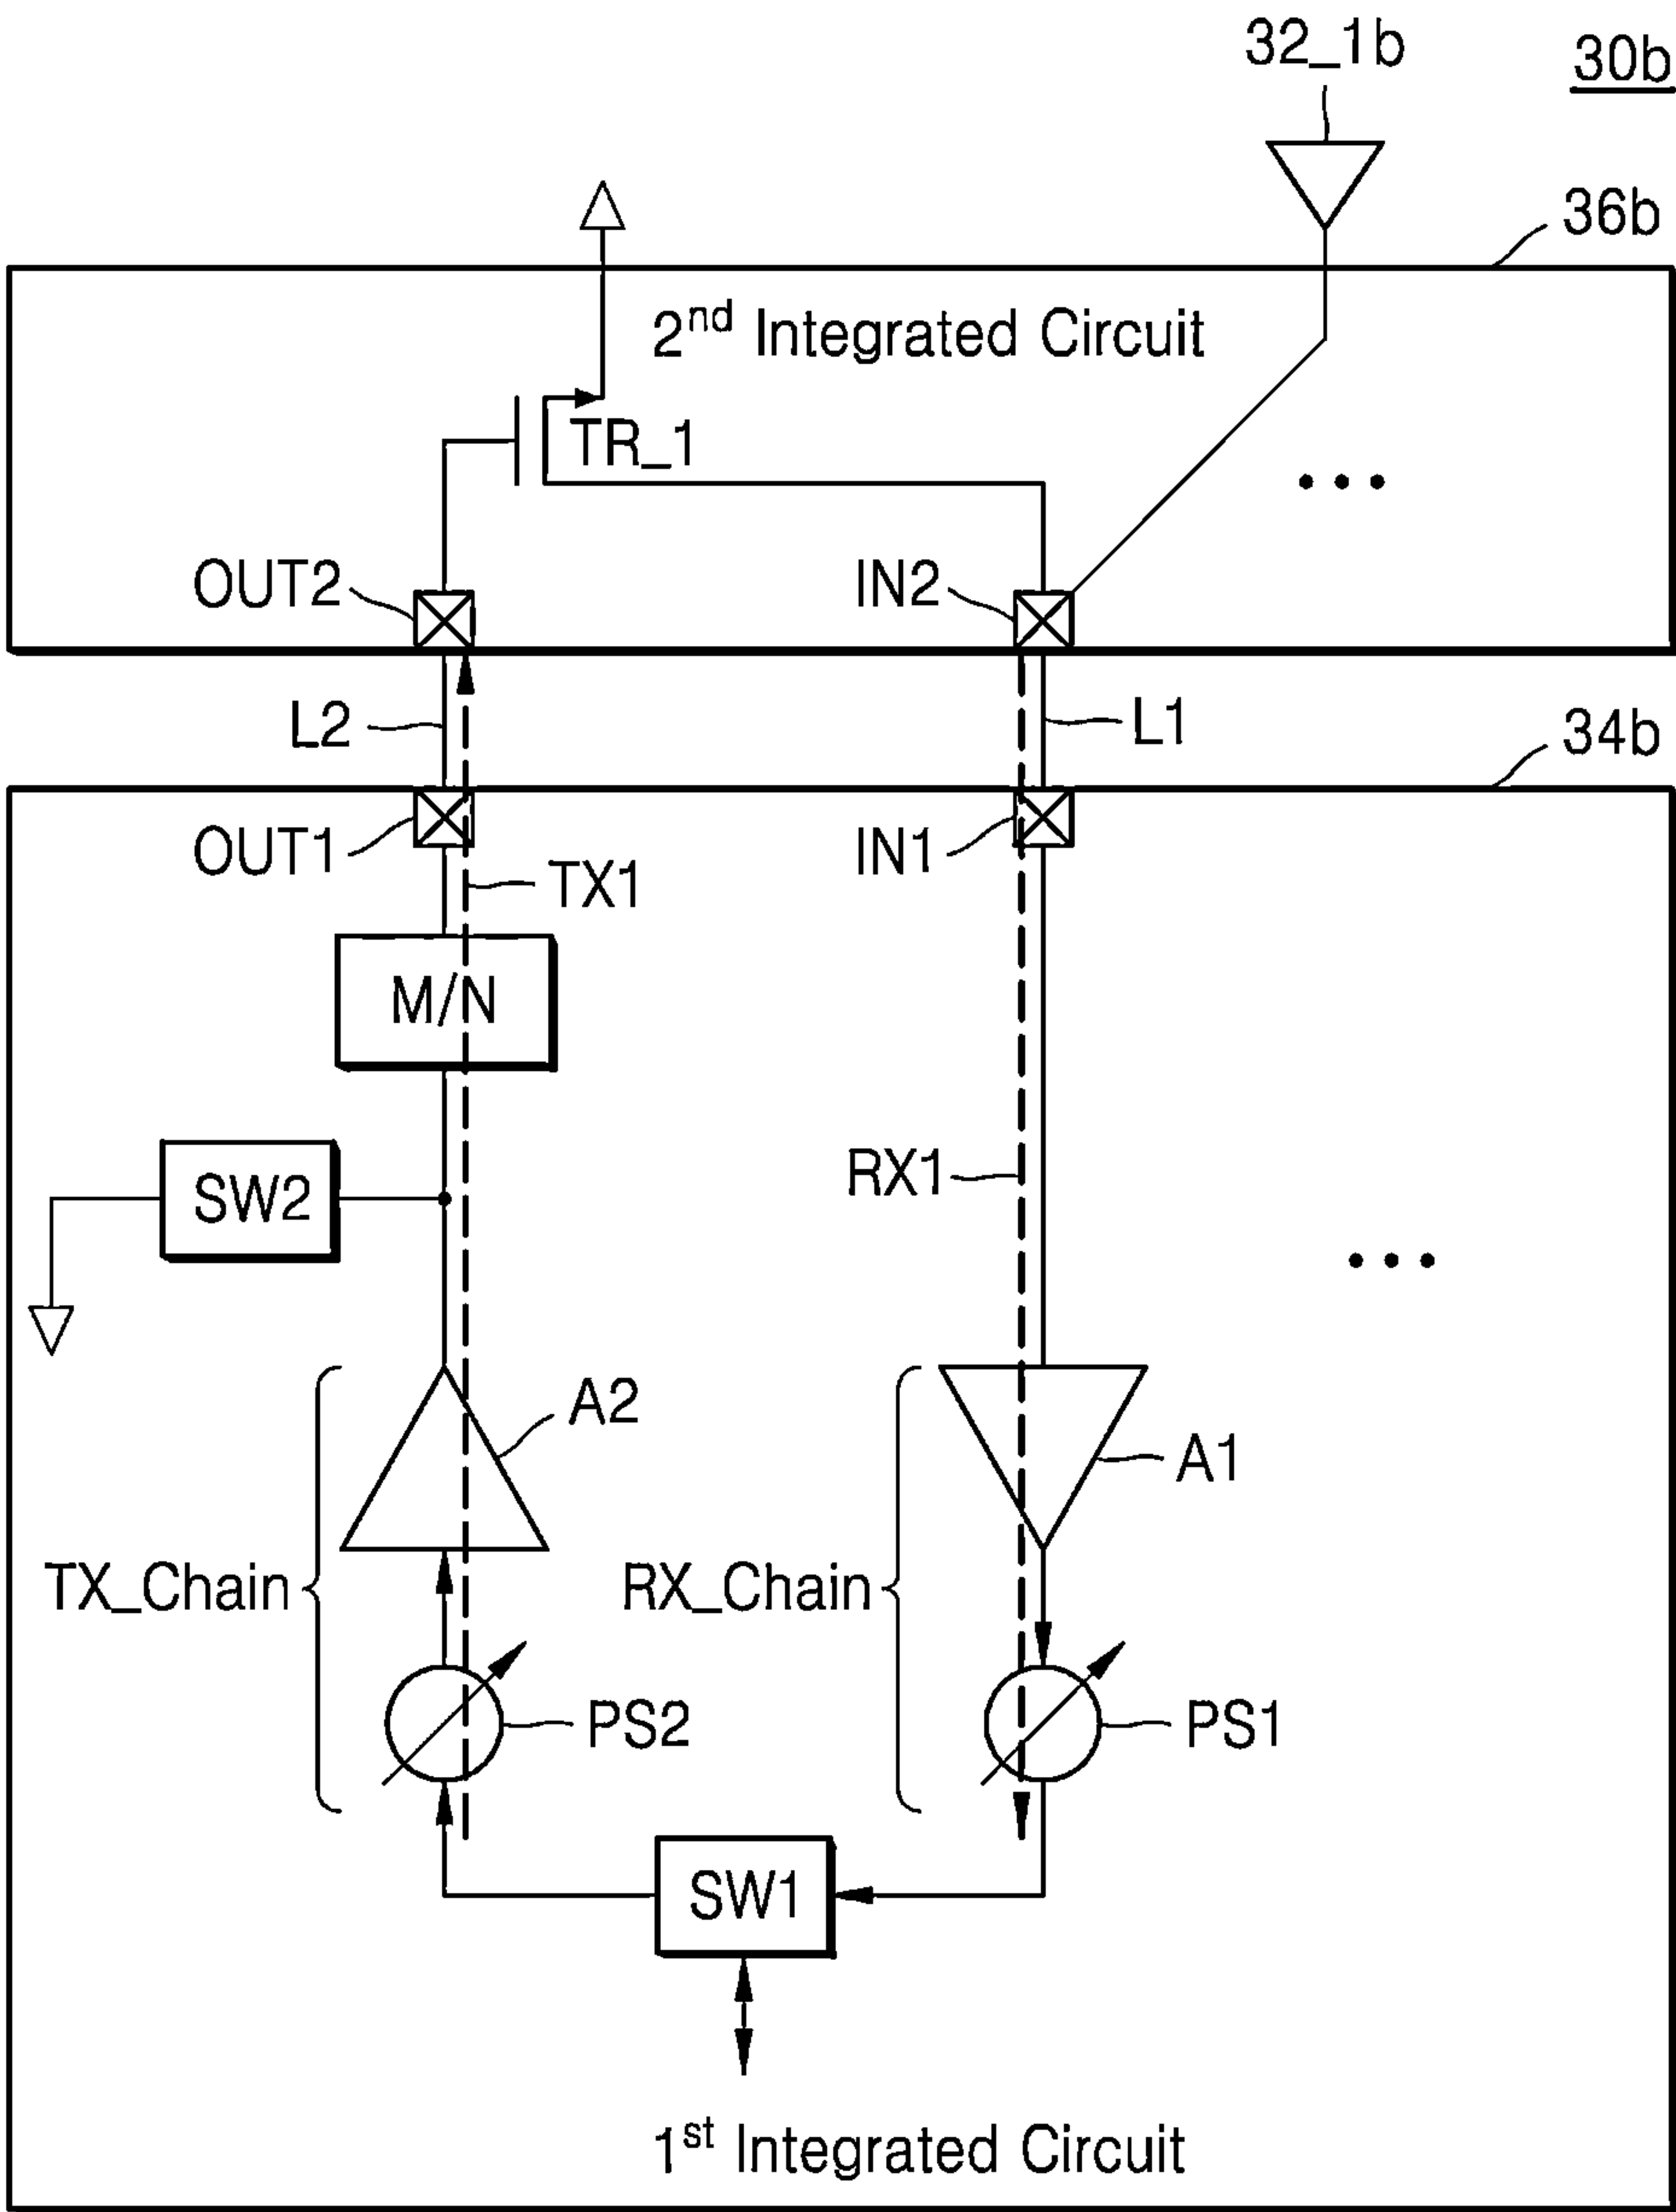 32_1b
30b
36b
2nd Integrated Circuit
TR_1
OUT2
IN2
L2
L1
34b
OUT1
IN1
TX1
M/N
RX1
SW2
A2
A1
TX_Chain
RX_Chain
PS2
PS1
SW1
1st Integrated Circuit